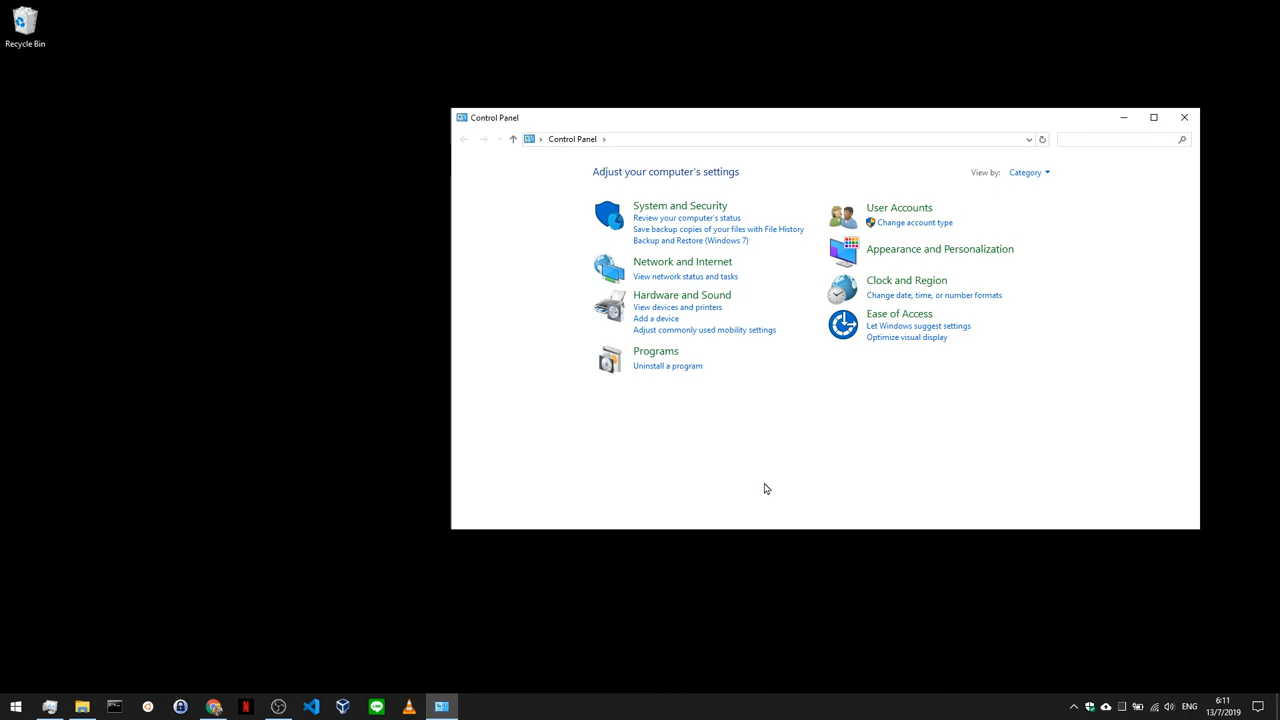 Recycle Bin
Control Panel
Control Panel
Adjust your computer's settings
View by:
Category
System and Security
Review your computer's status
Save backup copies of your files with File History
Backup and Restore (Windows 7)
Network and Internet
View network status and tasks
Hardware and Sound
View devices and printers
Add a device
Adjust commonly used mobility settings
Programs
Uninstall a program
User Accounts
Change account type
Appearance and Personalization
Clock and Region
Change date, time, or number formats
Ease of Access
Let Windows suggest settings
Optimize visual display
N
ENG
6:11
13/7/2019